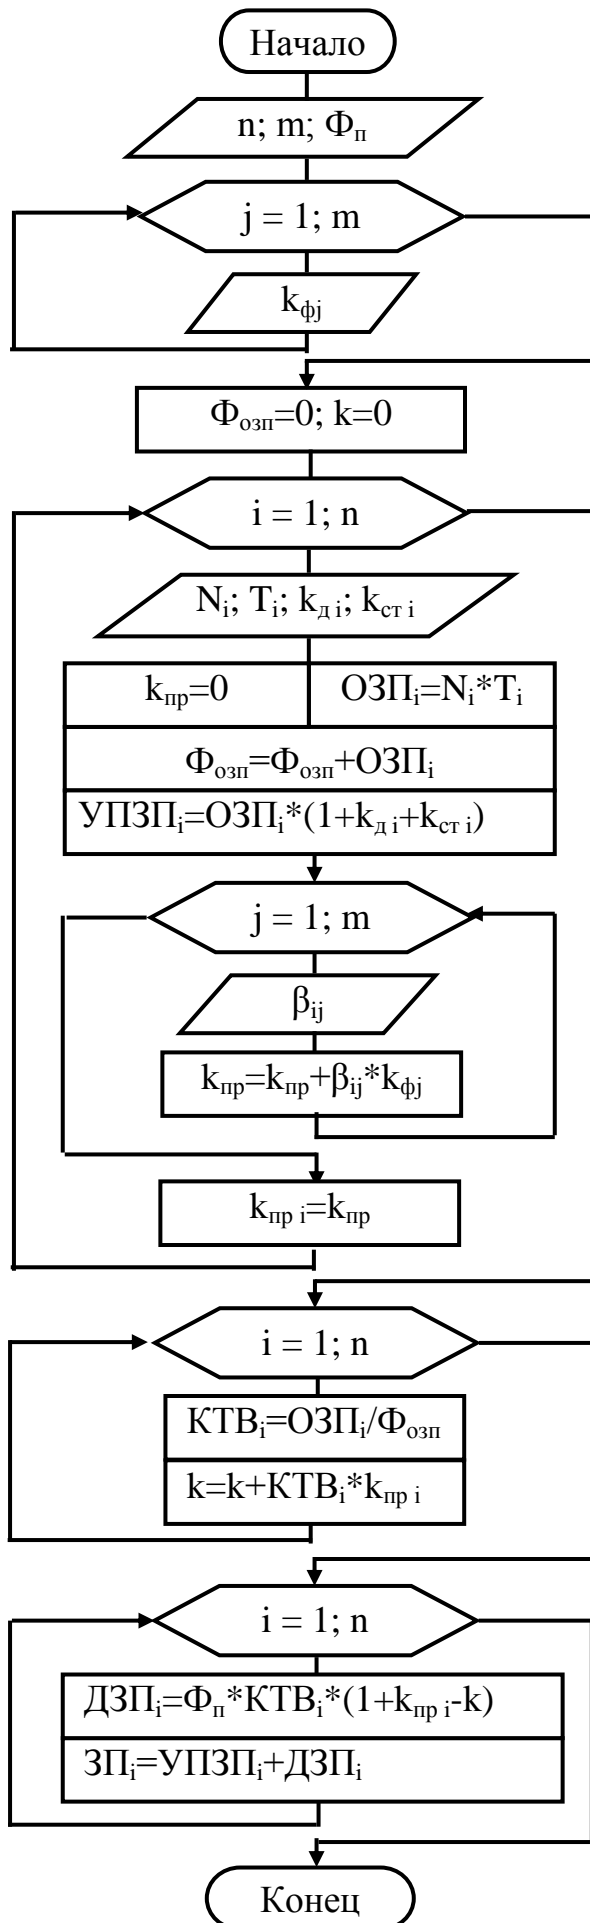 Начало
n; m; Фп
j = 1; m
kфj
Фозп=0; k=0
i = 1; n
Ni; Ti; kд i; kст i
kпр=0 ОЗПi=Ni*Ti
Фозп=Фозп+ОЗПi
УПЗПi=ОЗПi*(1+kд i+kст i)
j = 1; m
βij
kпр=kпр+βij*kфj
kпр i=kпр
i = 1; n
КТВi=ОЗПi/Фозп
k=k+КТВi*kпр i
i = 1; n
ДЗПi=Фп*КТВi*(1+kпр i-k)
ЗПi=УПЗПi+ДЗПi
Конец